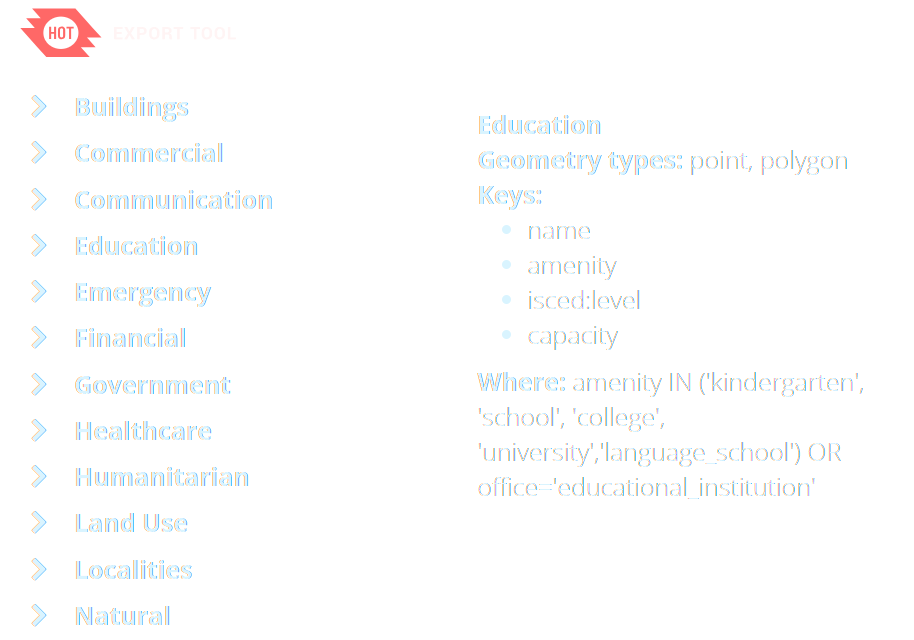 HOT EXPORT TOOL
Buildings
Commercial
Communication
Education
Emergency
Financial
Government
Healthcare
Humanitarian
Land Use
Localities
Natural
Education
Geometry types: point, polygon
Keys:
name
amenity
isced:level
capacity
Where: amenity IN ('kindergarten',
'school', 'college',
'university','language_school') OR
office='educational_institution'